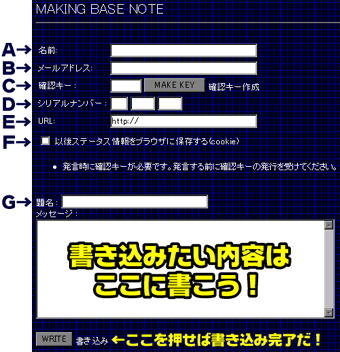 MAKING BASE NOTE
A→ 名前:
B→ メールアドレス:
C→ 確認キー: MAKE KEY 確認キー作成
D→ シリアルナンバー:
E→ URL: http://
F→ 以後ステータス情報をブラウザに保存する(cookie)
• 発言時に確認キーが必要です。発言する前に確認キーの発行を受けてください。
G→ 題名:
メッセージ:
書き込みたい内容は
ここに書こう!
WRITE 書き込み ←ここを押せば書き込み完了だ!